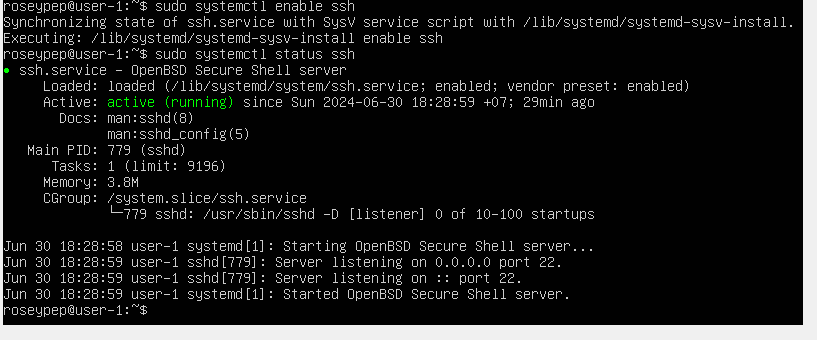 roseypep@user-1:~$ sudo systemctl enable ssh
Synchronizing state of ssh.service with SysV service script with /lib/systemd/systemd-sysv-install.
Executing: /lib/systemd/systemd-sysv-install enable ssh
roseypep@user-1:~$ sudo systemctl status ssh
● ssh.service - OpenBSD Secure Shell server
     Loaded: loaded (/lib/systemd/system/ssh.service; enabled; vendor preset: enabled)
     Active: active (running) since Sun 2024-06-30 18:28:59 +07; 29min ago
       Docs: man:sshd(8)
             man:sshd_config(5)
   Main PID: 779 (sshd)
      Tasks: 1 (limit: 9196)
     Memory: 3.8M
     CGroup: /system.slice/ssh.service
             └─779 sshd: /usr/sbin/sshd -D [listener] 0 of 10-100 startups
Jun 30 18:28:58 user-1 systemd[1]: Starting OpenBSD Secure Shell server...
Jun 30 18:28:59 user-1 sshd[779]: Server listening on 0.0.0.0 port 22.
Jun 30 18:28:59 user-1 sshd[779]: Server listening on :: port 22.
Jun 30 18:28:59 user-1 systemd[1]: Started OpenBSD Secure Shell server.
roseypep@user-1:~$